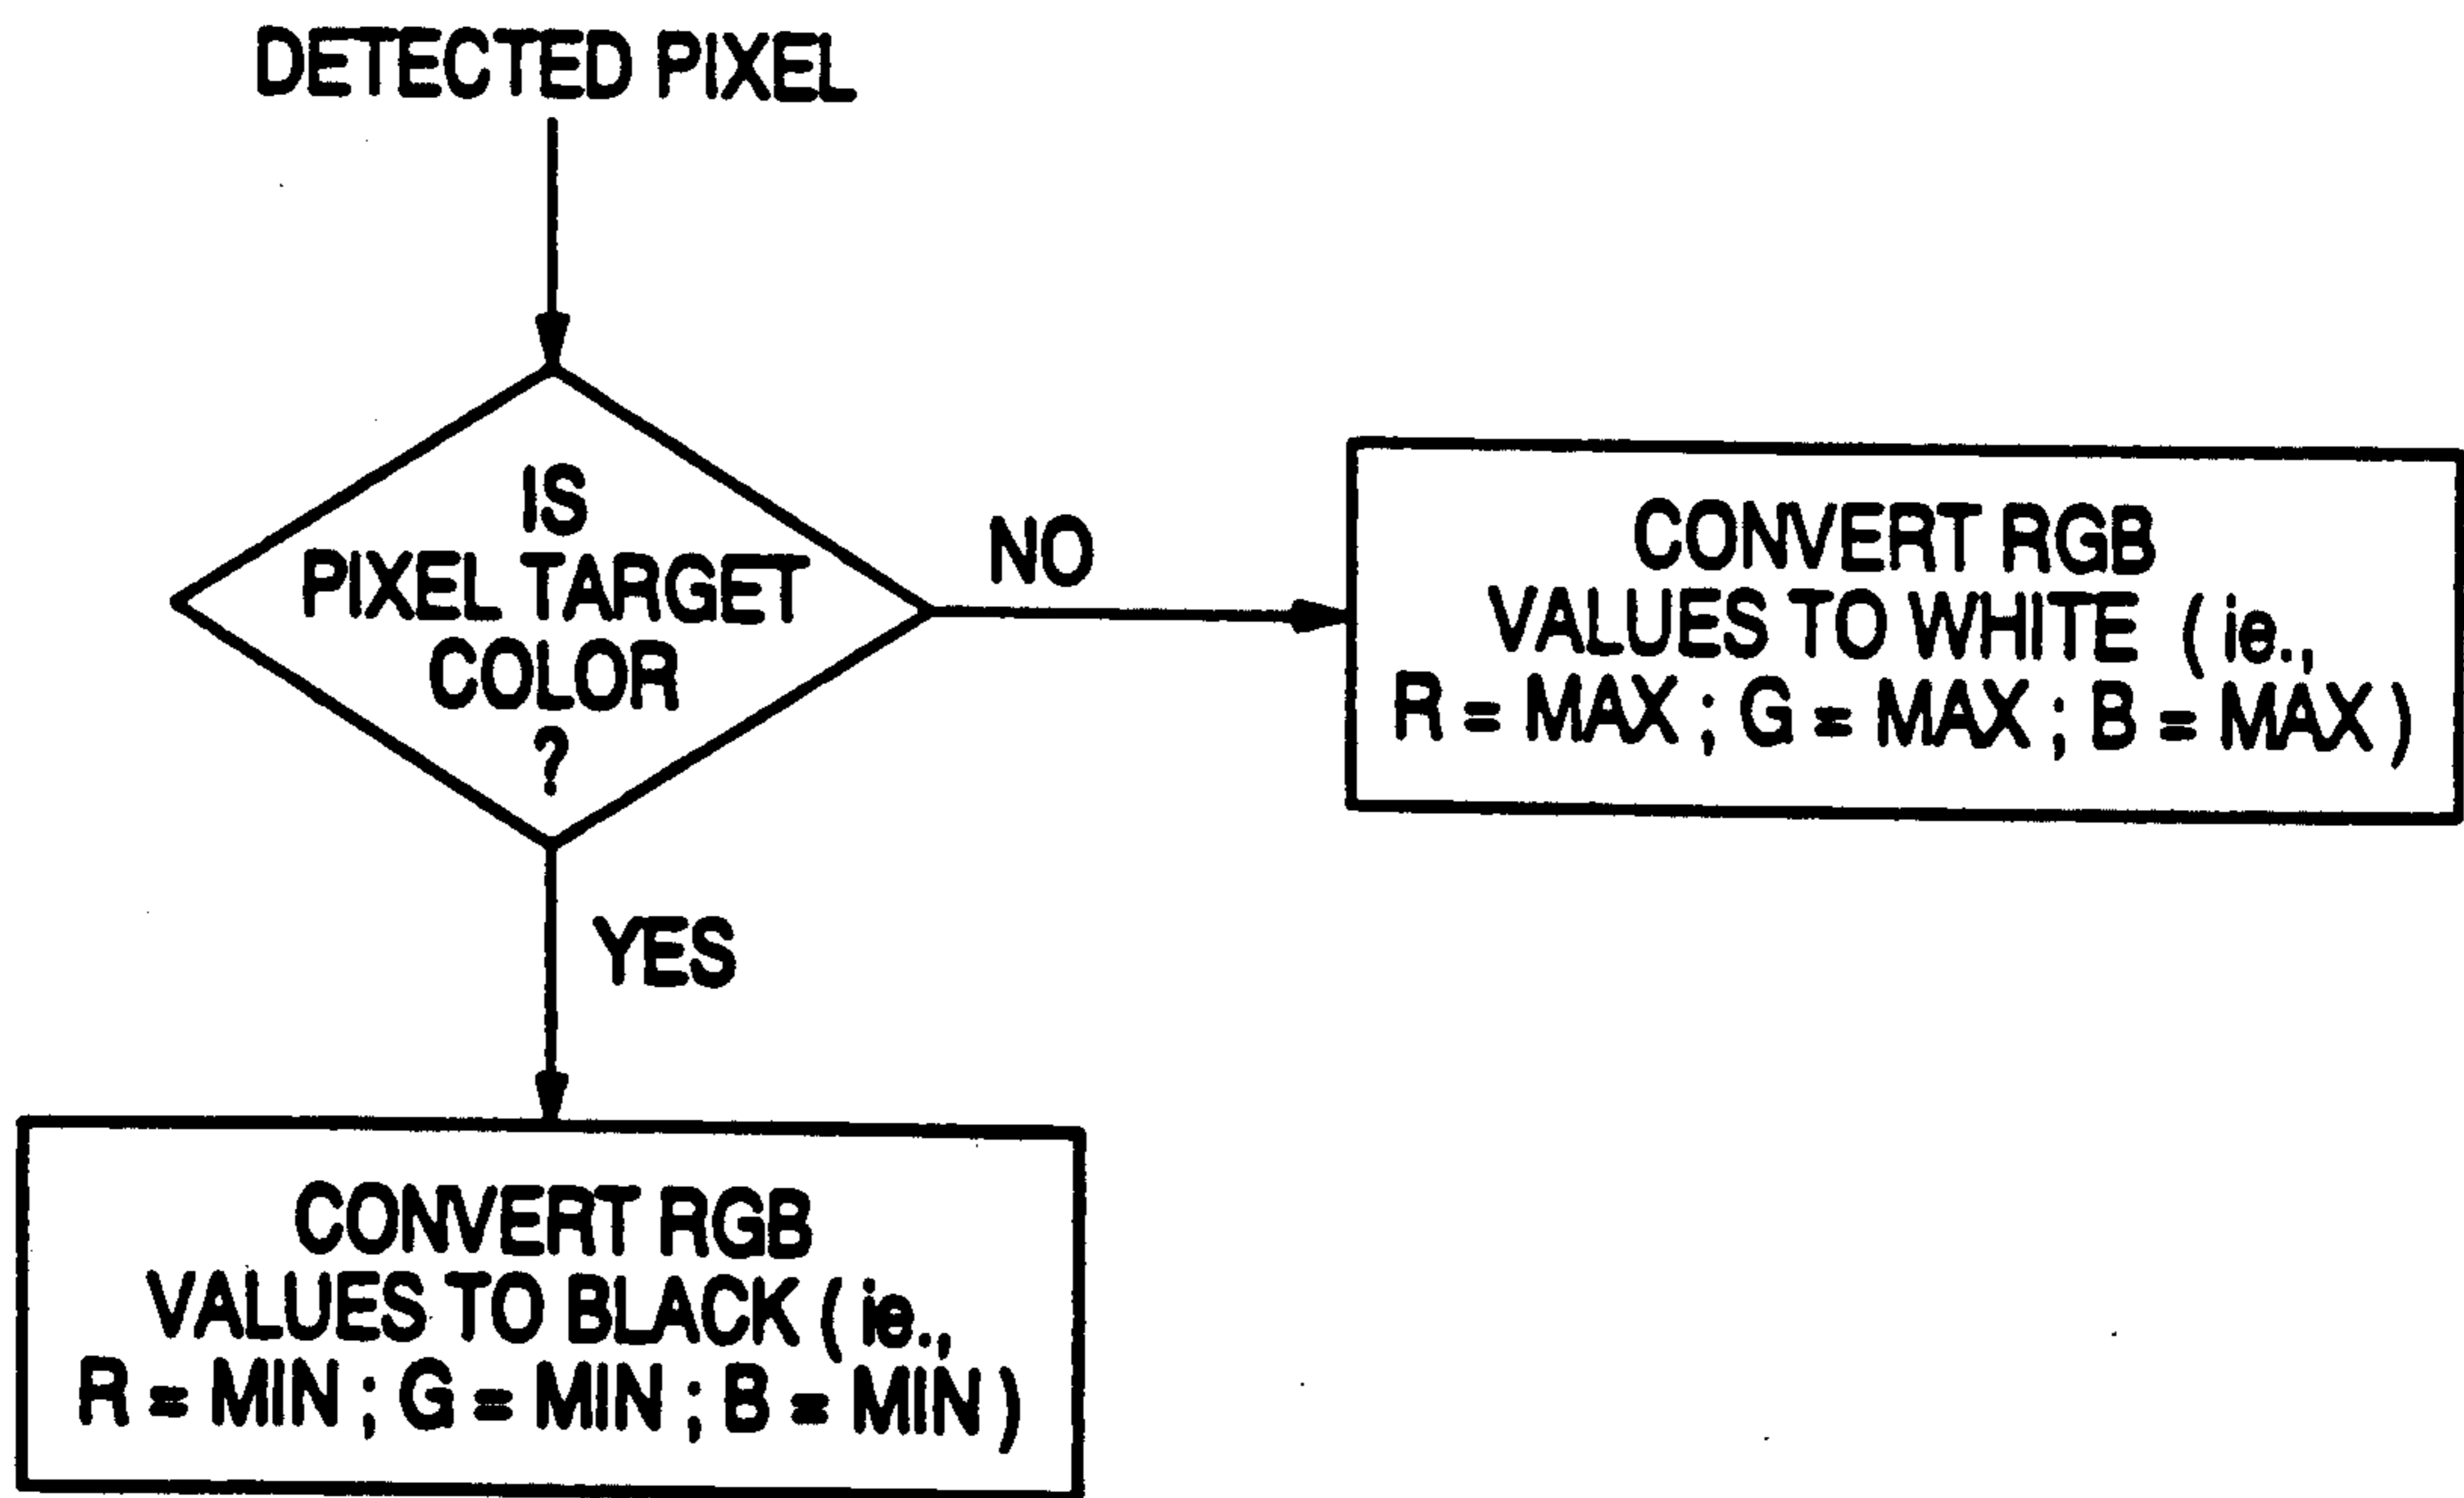 DETECTED PIXEL
IS
PIXEL TARGET
COLOR
?
NO
CONVERT RGB
VALUES TO WHITE (ie.,
R = MAX ; G = MAX ; B = MAX )
YES
CONVERT RGB
VALUES TO BLACK (ie.,
R = MIN ; G = MIN ; B = MIN )